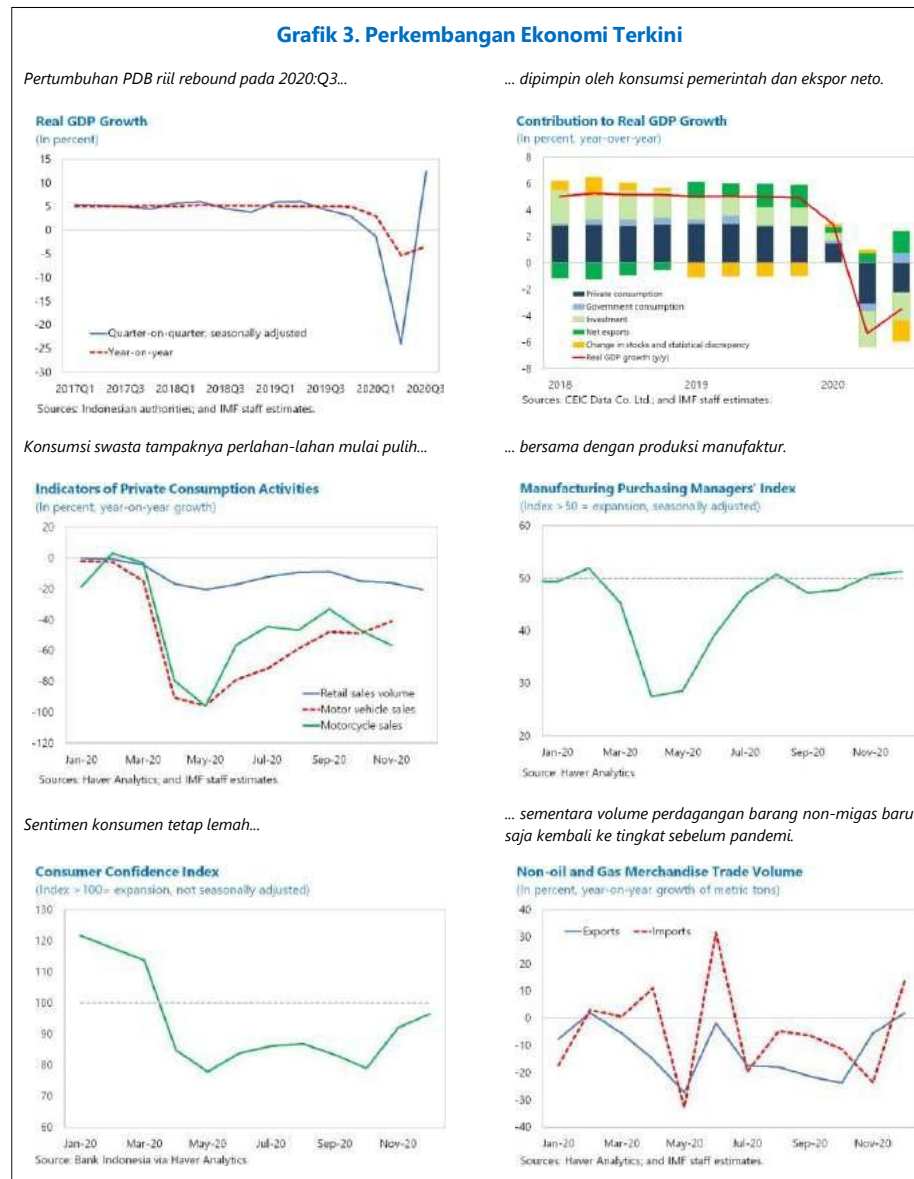 Grafik 3. Perkembangan Ekonomi Terkini
Pertumbuhan PDB riil rebound pada 2020:Q3...
Real GDP Growth
(In percent)
15
10
5
0
-5
-10
-15
-20
-25
-30
Quarter-on-quarter, seasonally adjusted
Year-on-year
2017Q1 2017Q3 2018Q1 2018Q3 2019Q1 2019Q3 2020Q1 2020Q3
Sources: Indonesian authorities; and IMF staff estimates.
... dipimpin oleh konsumsi pemerintah dan ekspor neto.
Contribution to Real GDP Growth
(In percent, year-over-year)
8
6
4
2
0
-2
-4
-6
-8
Private consumption
Government consumption
Investment
Net exports
Change in stocks and statistical discrepency
Real GDP growth (y/y)
2018 2019 2020
Sources: CEIC Data Co. Ltd.; and IMF staff estimates.
Konsumsi swasta tampaknya perlahan-lahan mulai pulih...
Indicators of Private Consumption Activities
(In percent, year-on-year growth)
20
0
-20
-40
-60
-80
-100
-120
Retail sales volume
Motor vehicle sales
Motorcycle sales
Jan-20 Mar-20 May-20 Jul-20 Sep-20 Nov-20
Sources: Haver Analytics; and IMF staff estimates.
... bersama dengan produksi manufaktur.
Manufacturing Purchasing Managers' Index
(Index >50 = expansion, seasonally adjusted)
60
50
40
30
20
Jan-20 Mar-20 May-20 Jul-20 Sep-20 Nov-20
Source: Haver Analytics
Sentimen konsumen tetap lemah...
Consumer Confidence Index
(Index >100= expansion, not seasonally adjusted)
130
120
110
100
90
80
70
60
Jan-20 Mar-20 May-20 Jul-20 Sep-20 Nov-20
Source: Bank Indonesia via Haver Analytics
... sementara volume perdagangan barang non-migas baru
saja kembali ke tingkat sebelum pandemi.
Non-oil and Gas Merchandise Trade Volume
(In percent, year-on-year growth of metric tons)
40
30
20
10
0
-10
-20
-30
-40
Exports Imports
Jan-20 Mar-20 May-20 Jul-20 Sep-20 Nov-20
Sources: Haver Analytics; and IMF staff estimates.